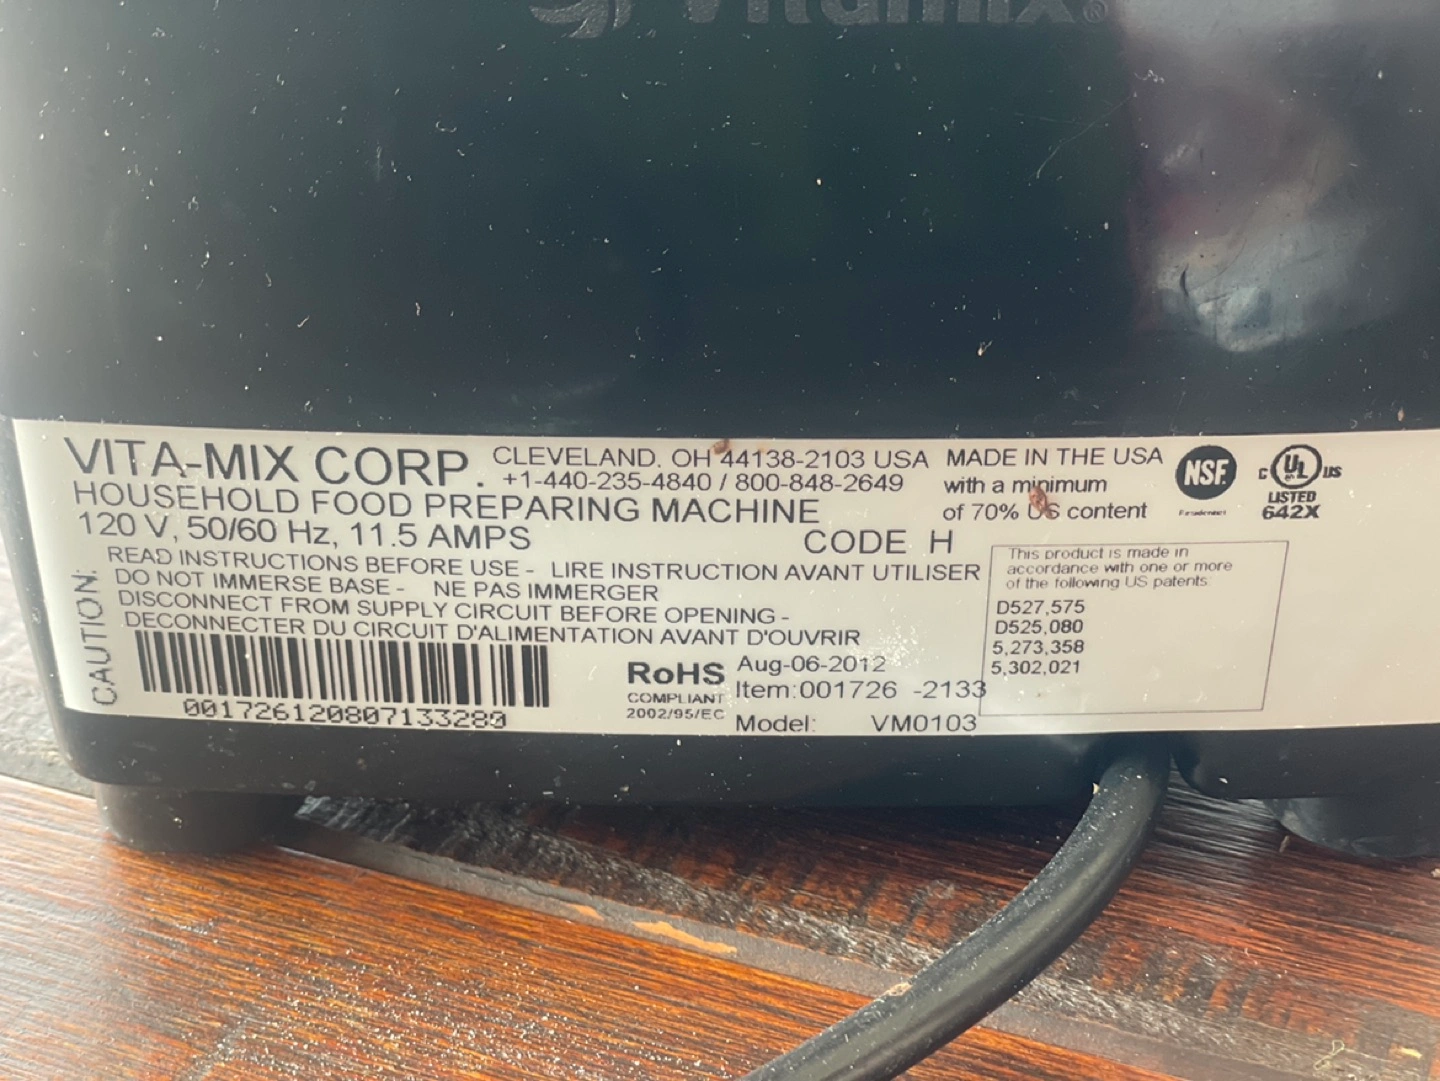 Vitamix®
VITA-MIX CORP. CLEVELAND, OH 44138-2103 USA
+1-440-235-4840 / 800-848-2649
HOUSEHOLD FOOD PREPARING MACHINE
120 V, 50/60 Hz, 11.5 AMPS
CODE H
MADE IN THE USA
with a minimum
of 70% US content
NSF.
Residential
C UL US
LISTED
642X
CAUTION:
READ INSTRUCTIONS BEFORE USE - LIRE INSTRUCTION AVANT UTILISER
DO NOT IMMERSE BASE - NE PAS IMMERGER
DISCONNECT FROM SUPPLY CIRCUIT BEFORE OPENING -
DECONNECTER DU CIRCUIT D'ALIMENTATION AVANT D'OUVRIR
This product is made in
accordance with one or more
of the following US patents:
D527,575
D525,080
5,273,358
5,302,021
001726120807133280
RoHS
COMPLIANT
2002/95/EC
Aug-06-2012
Item:001726 -2133
Model: VM0103